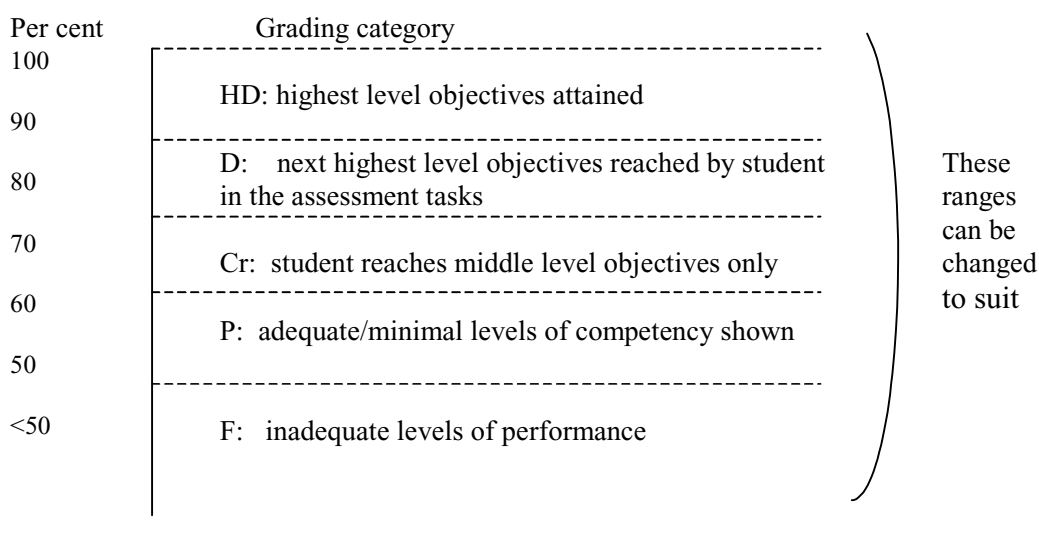 Per cent Grading category
100
HD: highest level objectives attained
90
D: next highest level objectives reached by student
in the assessment tasks
80
70
Cr: student reaches middle level objectives only
60
P: adequate/minimal levels of competency shown
50
<50
F: inadequate levels of performance
These
ranges
can be
changed
to suit